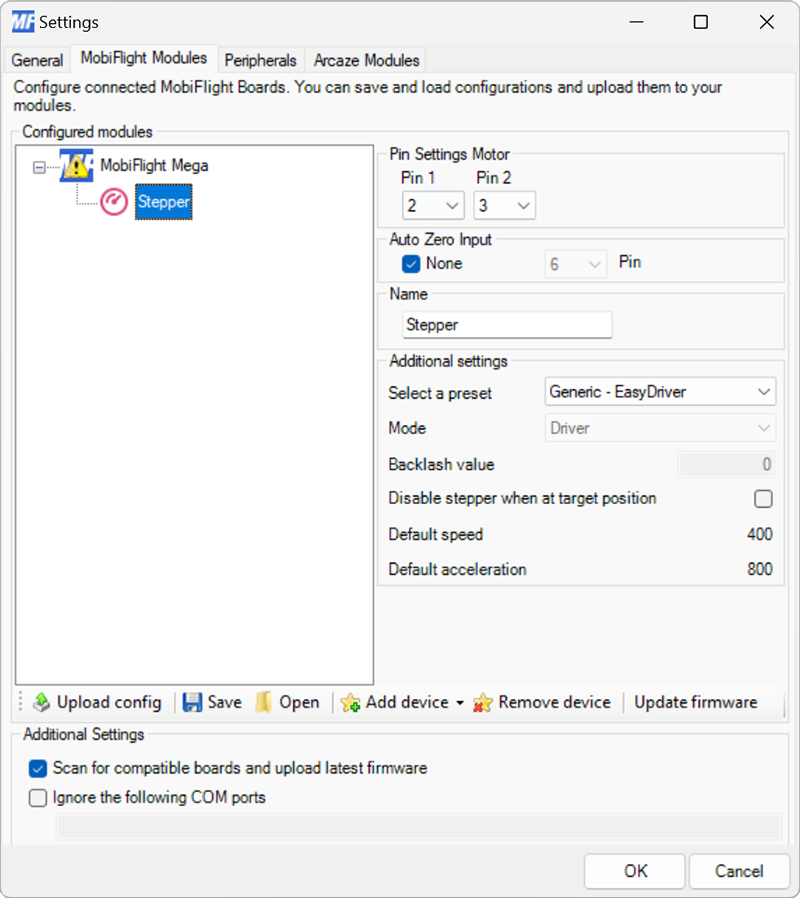 MF Settings
General
MobiFlight Modules
Peripherals
Arcaze Modules
Configure connected MobiFlight Boards. You can save and load configurations and upload them to your
modules.
Configured modules
MobiFlight Mega
Stepper
Pin Settings Motor
Pin 1
Pin 2
2
3
Auto Zero Input
None
6
Pin
Name
Stepper
Additional settings
Select a preset
Generic - EasyDriver
Mode
Driver
Backlash value
0
Disable stepper when at target position
Default speed
400
Default acceleration
800
Upload config
Save
Open
Add device
Remove device
Update firmware
Additional Settings
Scan for compatible boards and upload latest firmware
Ignore the following COM ports
OK
Cancel